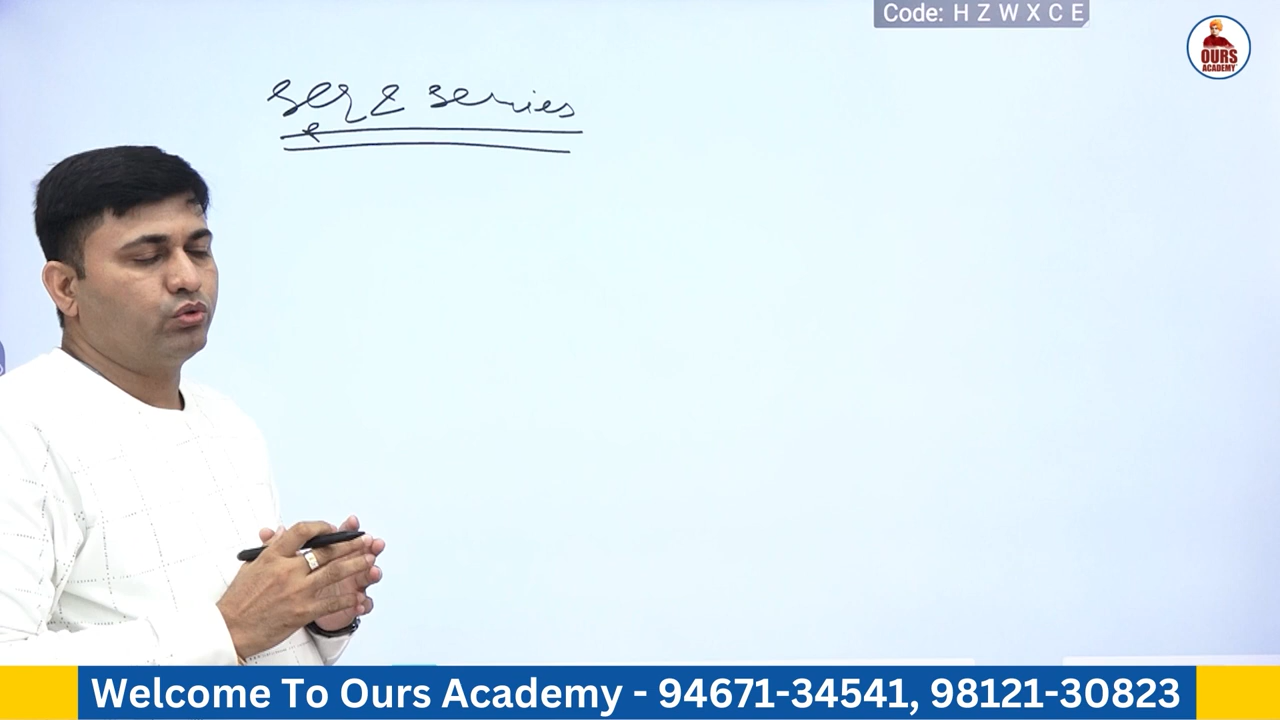 Code: H Z W X C E
OURS
ACADEMY
series
Welcome To Ours Academy - 94671-34541, 98121-30823